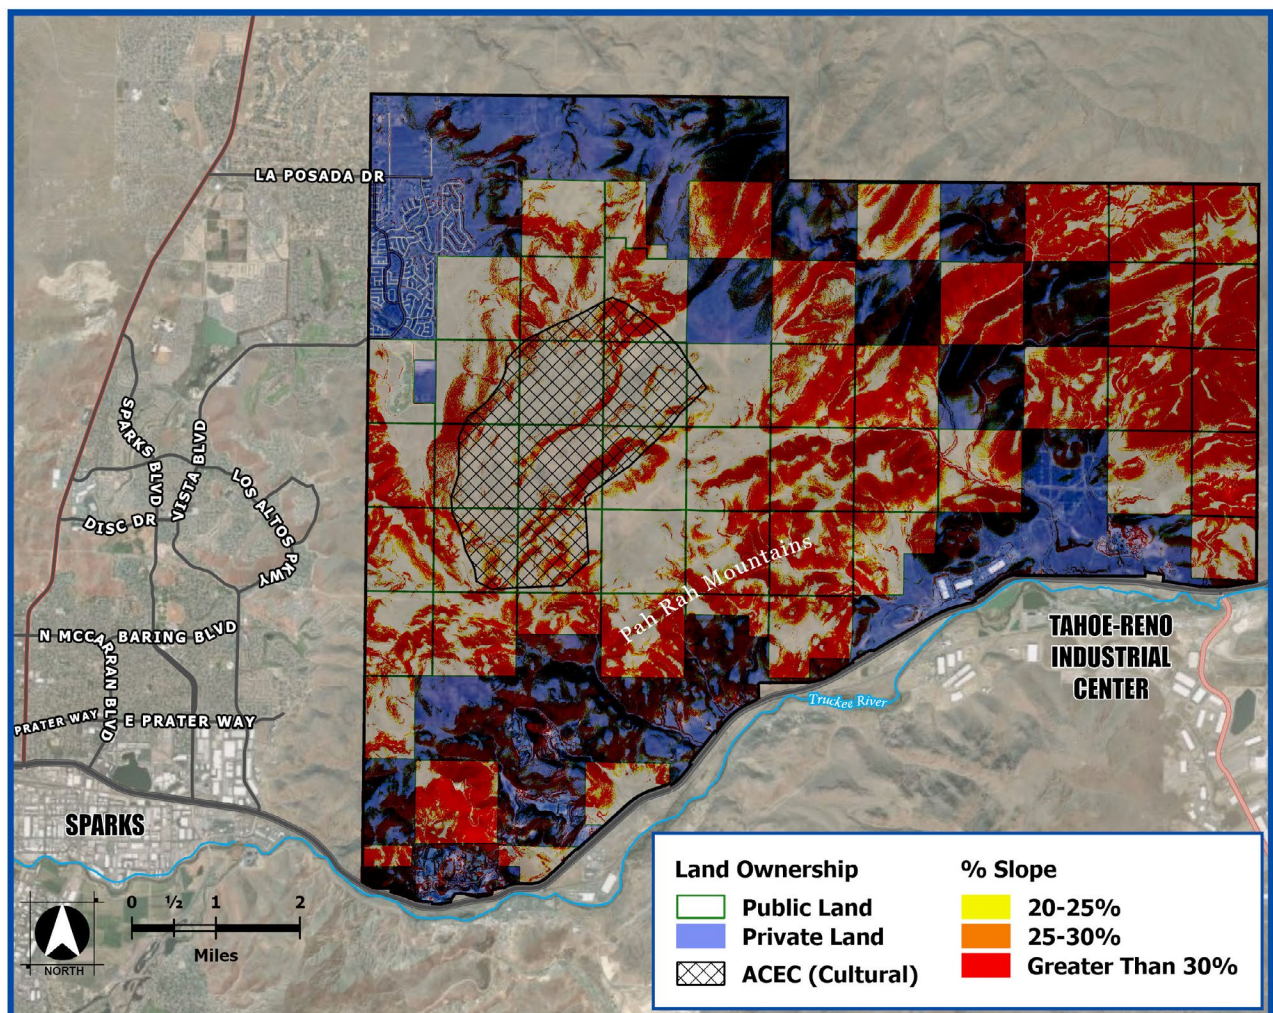 LA POSADA DR
SPARKS BLVD
VISTA BLVD
LOS ALTOS PKWY
DISC DR
Pah Rah Mountains
N MCCARRAN BLVD
BARING BLVD
TAHOE-RENO
INDUSTRIAL
CENTER
Truckee River
PRATER WAY
E PRATER WAY
SPARKS
0 ½ 1 2
Miles
NORTH
Land Ownership
Public Land
Private Land
ACEC (Cultural)
% Slope
20-25%
25-30%
Greater Than 30%